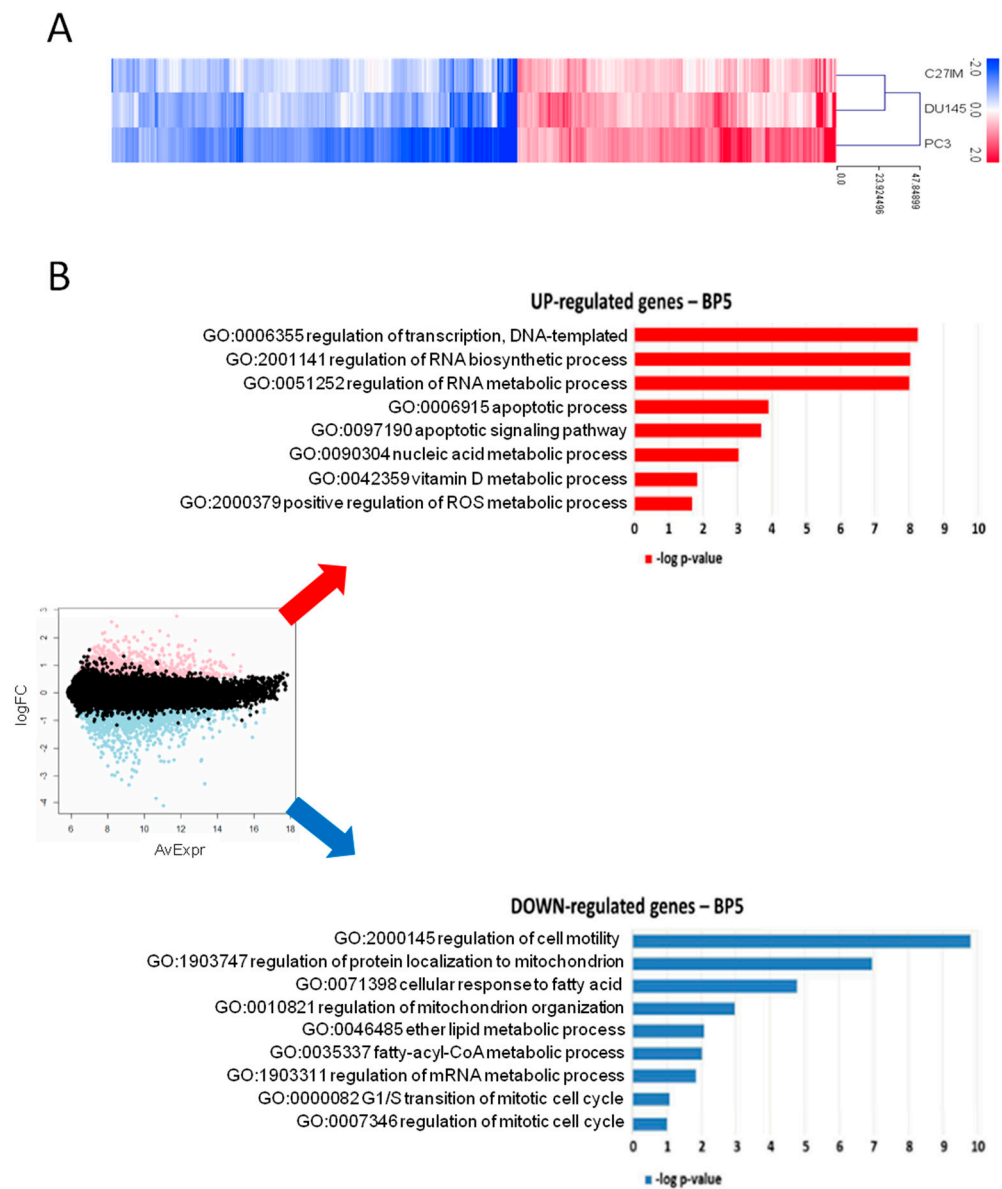 A
C27IM
DU145
PC3
-2.0
0.0
2.0
0.0
23.924496
47.84899
B
UP-regulated genes – BP5
GO:0006355 regulation of transcription, DNA-templated
GO:2001141 regulation of RNA biosynthetic process
GO:0051252 regulation of RNA metabolic process
GO:0006915 apoptotic process
GO:0097190 apoptotic signaling pathway
GO:0090304 nucleic acid metabolic process
GO:0042359 vitamin D metabolic process
GO:2000379 positive regulation of ROS metabolic process
0 1 2 3 4 5 6 7 8 9 10
-log p-value
logFC
3
2
1
0
-1
-2
-3
-4
6 8 10 12 14 16 18
AvExpr
DOWN-regulated genes – BP5
GO:2000145 regulation of cell motility
GO:1903747 regulation of protein localization to mitochondrion
GO:0071398 cellular response to fatty acid
GO:0010821 regulation of mitochondrion organization
GO:0046485 ether lipid metabolic process
GO:0035337 fatty-acyl-CoA metabolic process
GO:1903311 regulation of mRNA metabolic process
GO:0000082 G1/S transition of mitotic cell cycle
GO:0007346 regulation of mitotic cell cycle
0 1 2 3 4 5 6 7 8 9 10
-log p-value